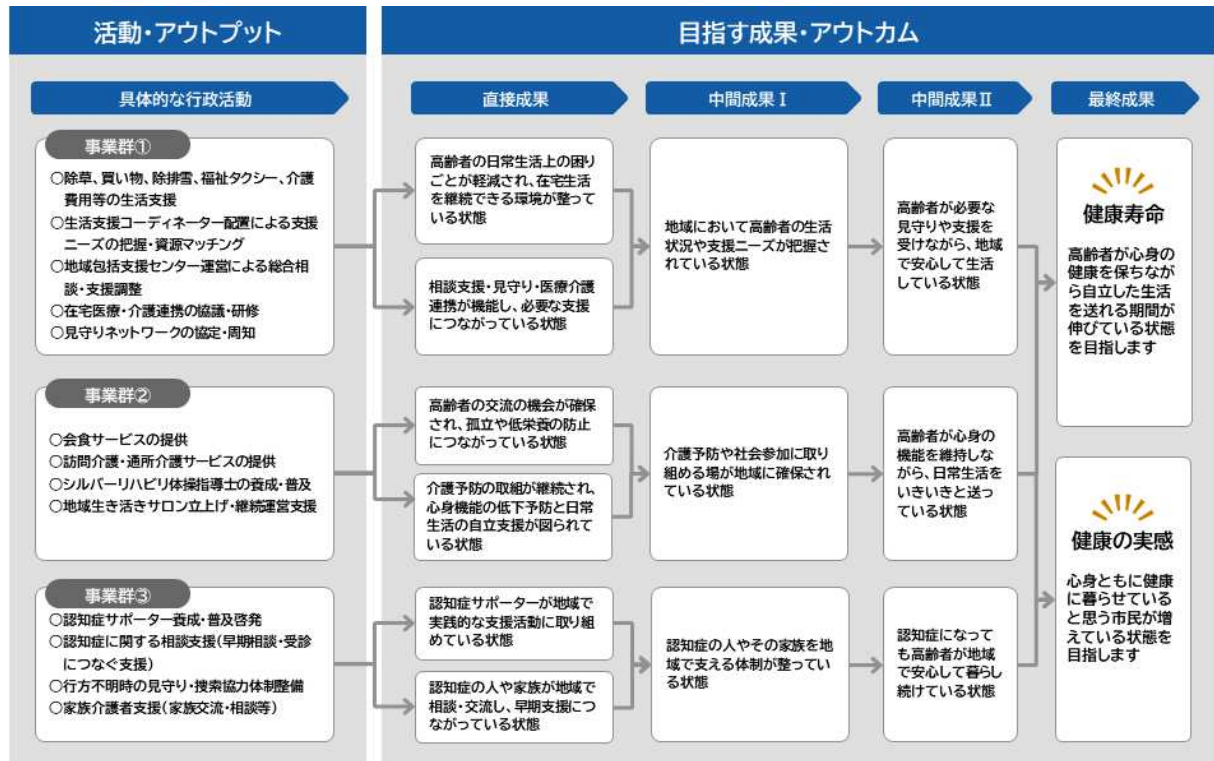 活動・アウトプット
目指す成果・アウトカム
具体的な行政活動
直接成果
中間成果Ⅰ
中間成果Ⅱ
最終成果
事業群①
○除草、買い物、除排雪、福祉タクシー、介護
費用等の生活支援
○生活支援コーディネーター配置による支援
ニーズの把握・資源マッチング
○地域包括支援センター運営による総合相
談・支援調整
○在宅医療・介護連携の協議・研修
○見守りネットワークの協定・周知
高齢者の日常生活上の困り
ごとが軽減され、在宅生活
を継続できる環境が整って
いる状態
相談支援・見守り・医療介護
連携が機能し、必要な支援
につながっている状態
地域において高齢者の生活
状況や支援ニーズが把握さ
れている状態
高齢者が必要な
見守りや支援を
受けながら、地域
で安心して生活
している状態
健康寿命
高齢者が心身の
健康を保ちなが
ら自立した生活
を送れる期間が
伸びている状態
を目指します
事業群②
○会食サービスの提供
○訪問介護・通所介護サービスの提供
○シルバーリハビリ体操指導士の養成・普及
○地域生き活きサロン立上げ・継続運営支援
高齢者の交流の機会が確保
され、孤立や低栄養の防止
につながっている状態
介護予防の取組が継続され、
心身機能の低下予防と日常
生活の自立支援が図られて
いる状態
介護予防や社会参加に取り
組める場が地域に確保され
ている状態
高齢者が心身の
機能を維持しな
がら、日常生活を
いきいきと送っ
ている状態
健康の実感
心身ともに健康
に暮らせている
と思う市民が増
えている状態を
目指します
事業群③
○認知症サポーター養成・普及啓発
○認知症に関する相談支援(早期相談・受診
につなぐ支援)
○行方不明時の見守り・捜索協力体制整備
○家族介護者支援(家族交流・相談等)
認知症サポーターが地域で
実践的な支援活動に取り組
めている状態
認知症の人や家族が地域で
相談・交流し、早期支援につ
ながっている状態
認知症の人やその家族を地
域で支える体制が整ってい
る状態
認知症になって
も高齢者が地域
で安心して暮らし
続けている状態